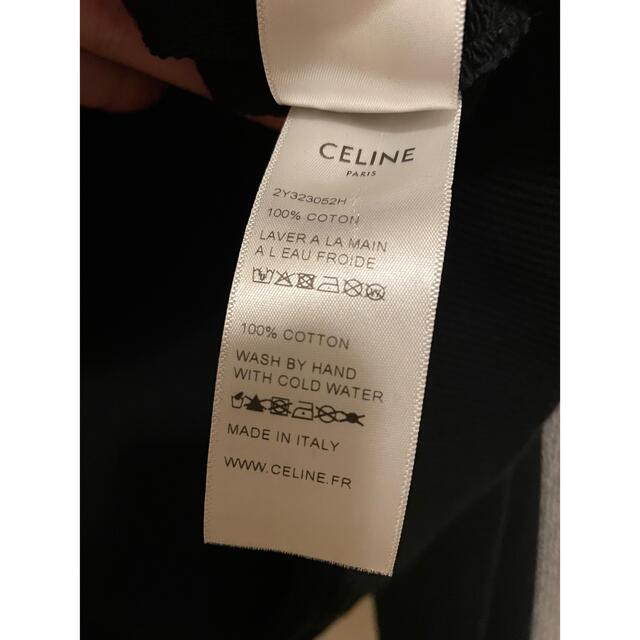 CELINE
PARIS
2Y323052H
100% COTON
LAVER A LA MAIN
A L EAU FROIDE
100% COTTON
WASH BY HAND
WITH COLD WATER
MADE IN ITALY
WWW.CELINE.FR